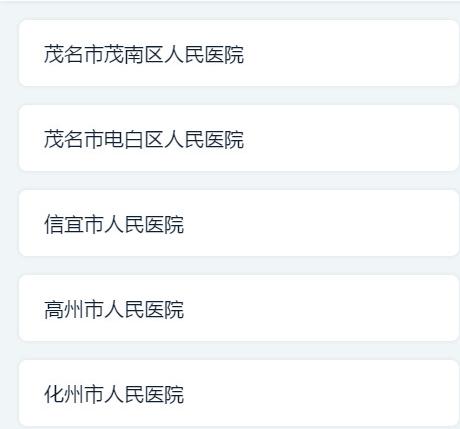 茂名市茂南区人民医院
茂名市电白区人民医院
信宜市人民医院
高州市人民医院
化州市人民医院